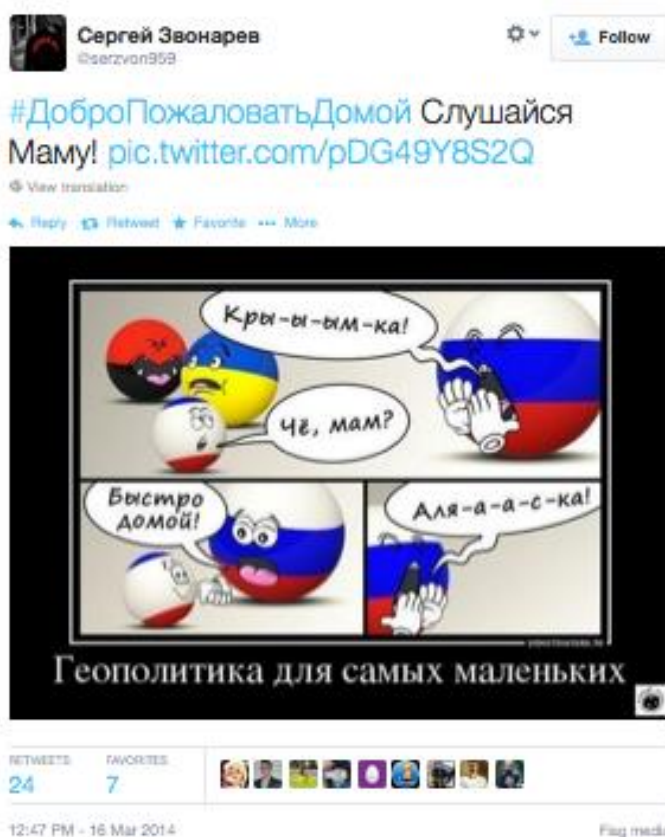 Сергей Звонарев
@serzvon959
Follow
#ДоброПожаловатьДомой Слушайся
Маму! pic.twitter.com/pDG49Y8S2Q
View translation
Reply Retweet Favorite More
Кры-ы-ым-ка!
Чё, мам?
Быстро
домой!
Аля-а-а-с-ка!
Геополитика для самых маленьких
RETWEETS FAVORITES
24 7
12:47 PM - 16 Mar 2014 Flag media